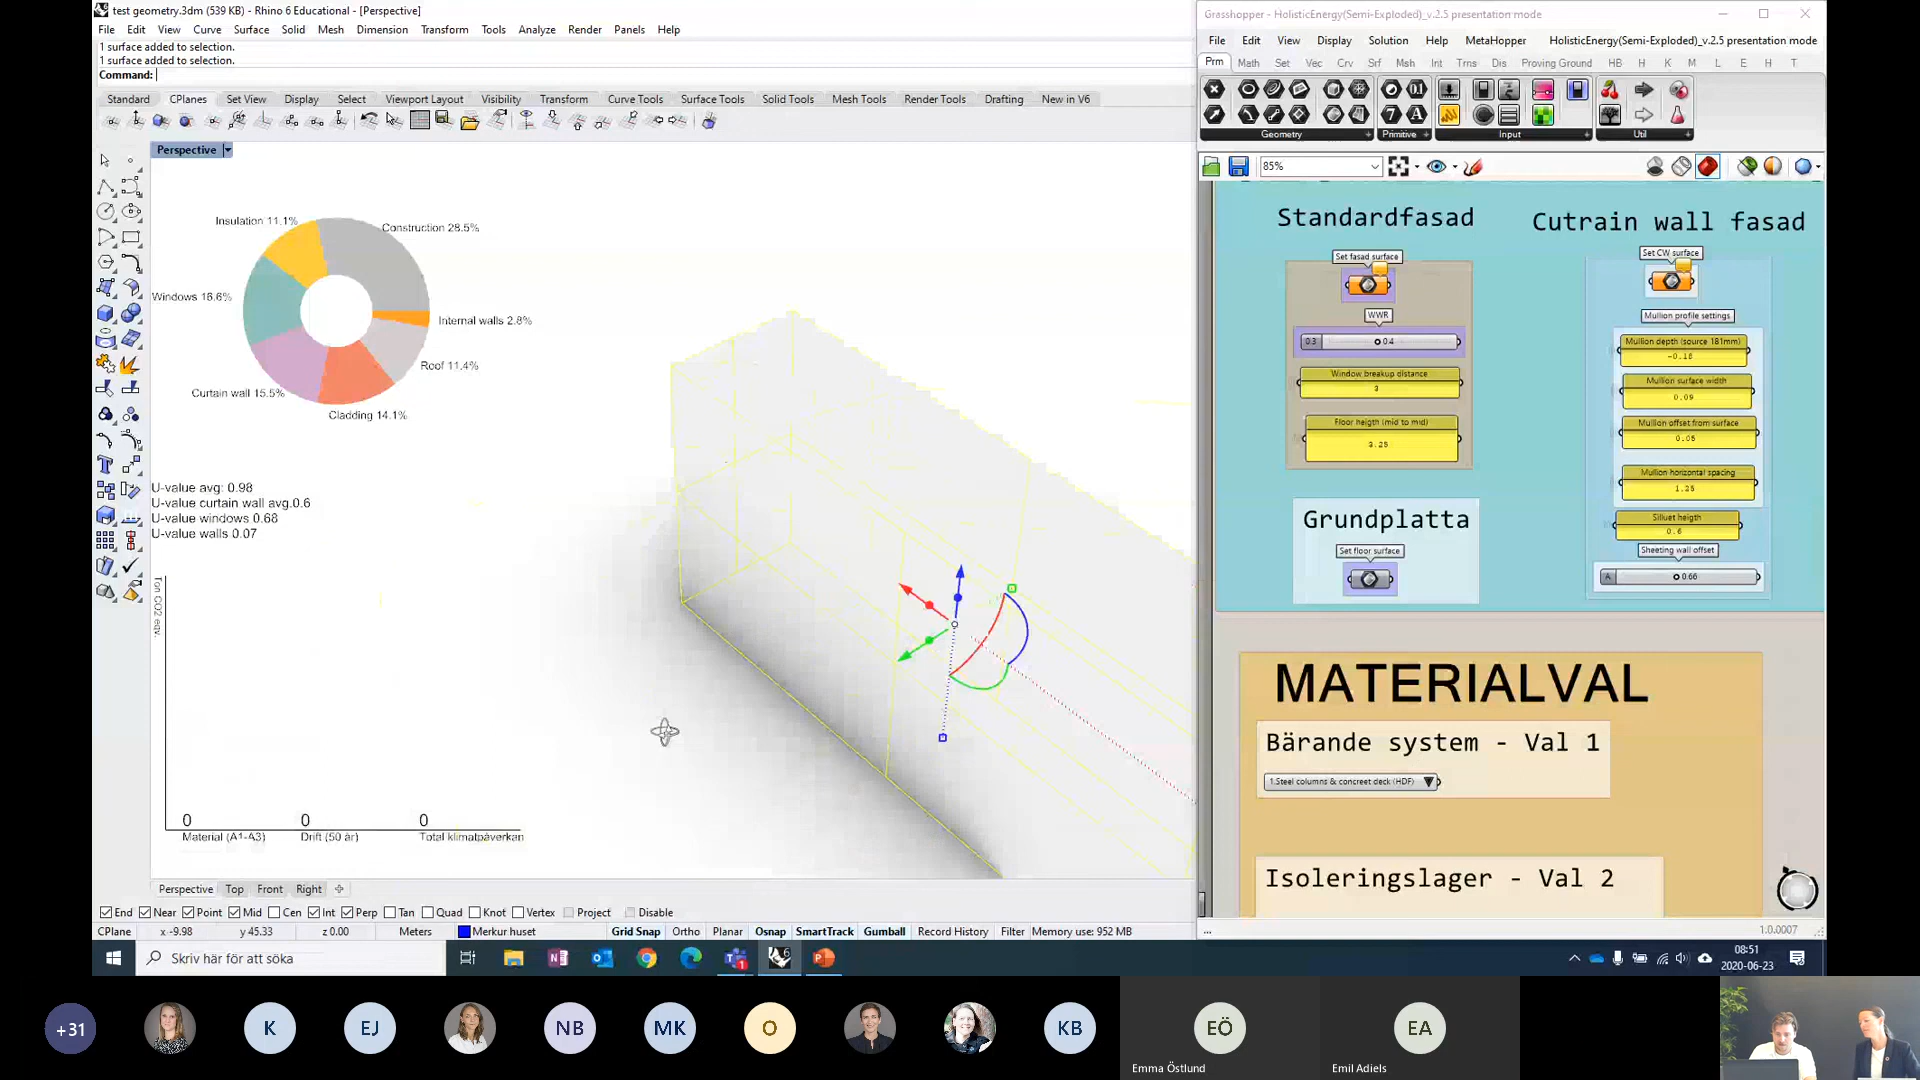 test geometry.3dm (539 KB) - Rhino 6 Educational - [Perspective]
File Edit View Curve Surface Solid Mesh Dimension Transform Tools Analyze Render Panels Help
1 surface added to selection.
1 surface added to selection.
Command:
Standard CPlanes Set View Display Select Viewport Layout Visibility Transform Curve Tools Surface Tools Solid Tools Mesh Tools Render Tools Drafting New in V6
Perspective
Insulation 11.1%
Construction 28.5%
Windows 16.6%
Internal walls 2.8%
Roof 11.4%
Curtain wall 15.5%
Cladding 14.1%
U-value avg: 0.98
U-value curtain wall avg.0.6
U-value windows 0.68
U-value walls 0.07
Ton CO2 eqv.
0 0 0
Material (A1-A3) Drift (50 år) Total klimatpåverkan
Perspective Top Front Right
End Near Point Mid Cen Int Perp Tan Quad Knot Vertex Project Disable
CPlane x -9.98 y 45.33 z 0.00 Meters Merkur huset Grid Snap Ortho Planar Osnap SmartTrack Gumball Record History Filter Memory use: 952 MB
Grasshopper - HolisticEnergy(Semi-Exploded)_v.2.5 presentation mode
File Edit View Display Solution Help MetaHopper HolisticEnergy(Semi-Exploded)_v.2.5 presentation mode
Prm Math Set Vec Crv Srf Msh Int Trns Dis Proving Ground HB H K M L E H T
Geometry Primitive Input Util
85%
Standardfasad
Set fasad surface
WWR
0.3 0.4
Window breakup distance
3
Floor heigth (mid to mid)
3.25
Grundplatta
Set floor surface
Cutrain wall fasad
Set CW surface
Mullion profile settings
Mullion depth (source 181mm)
-0.18
Mullion surface width
0.09
Mullion offset from surface
0.05
Mullion horizontal spacing
1.25
Silluet heigth
0.6
Sheeting wall offset
A 0.66
MATERIALVAL
Bärande system - Val 1
1.Steel columns & concreet deck (HDF)
Isoleringslager - Val 2
1.0.0007
Skriv här för att söka
08:51
2020-06-23
+31 K EJ NB MK O KB EÖ EA
Emma Östlund Emil Adiels